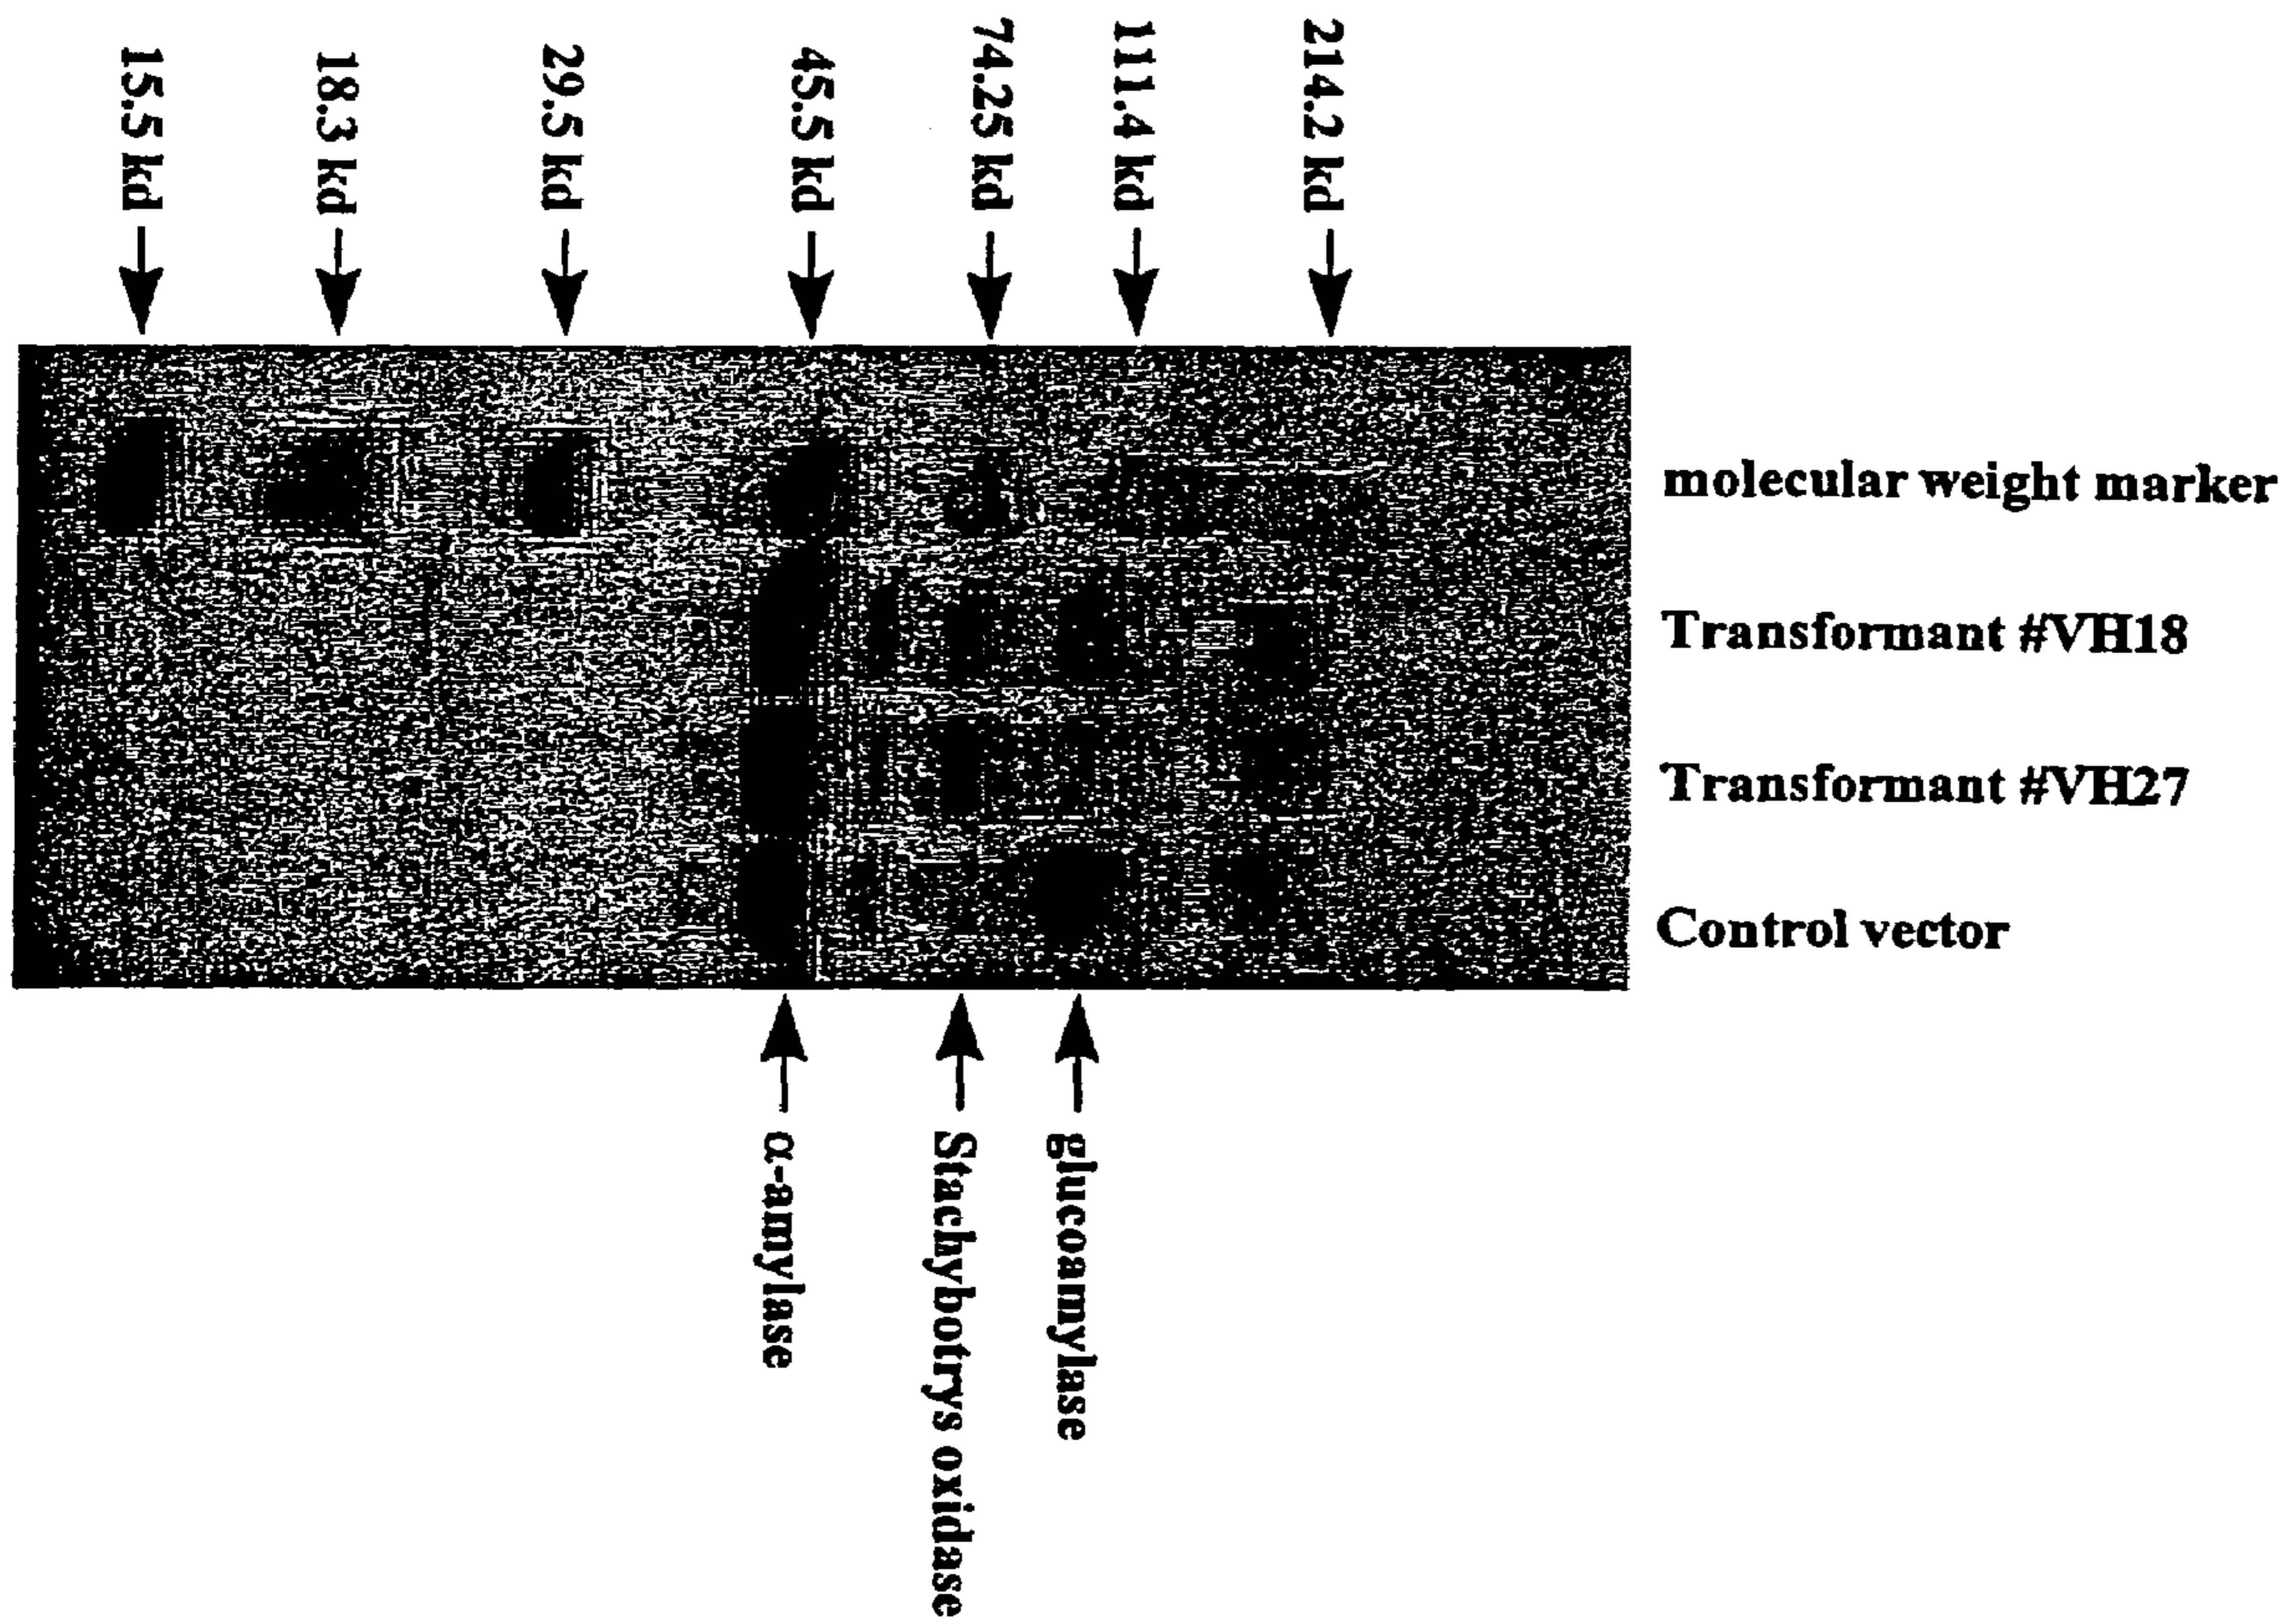 15.5 kd
18.3 kd
29.5 kd
45.5 kd
74.25 kd
111.4 kd
214.2 kd
molecular weight marker
Transformant #VH18
Transformant #VH27
Control vector
α-amylase
Stachybotrys oxidase
glucoamylase